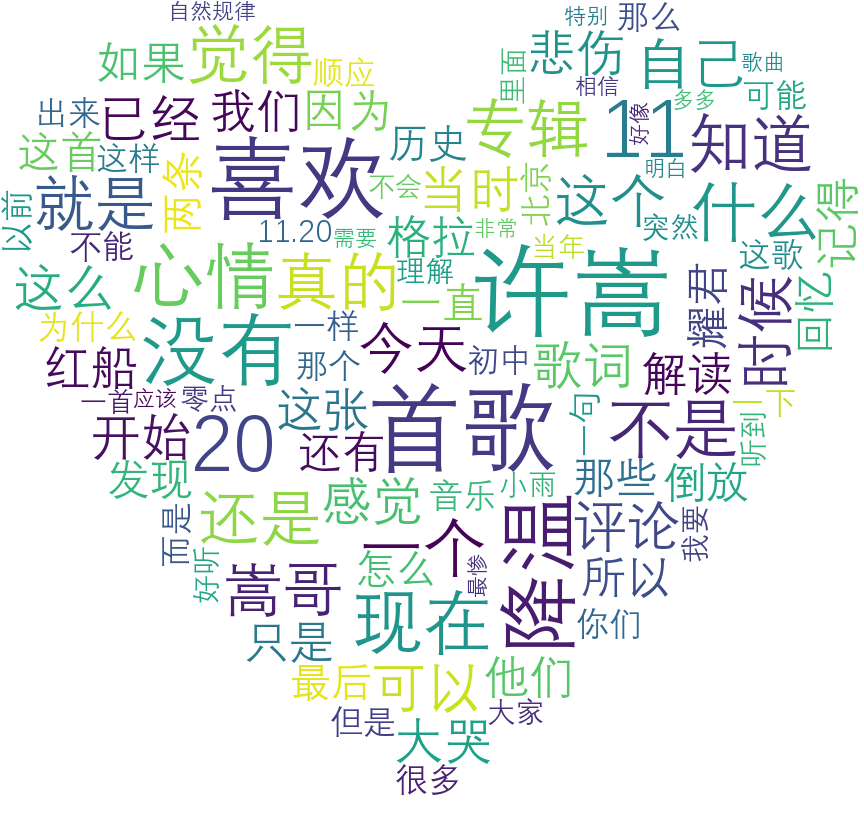 自然规律
特别
那么
如果
觉得
顺应
里面
悲伤
自己
歌曲
出来
已经
我们
因为
专辑
11
相信
多多
可能
好像
这首
这样
两条
历史
知道
明白
以前
就是
喜欢
不会
当时
北京
这个
什么
记得
不能
11.20
需要
格拉
非常
当年
突然
这歌
这么
心情
真的
理解
一直
许嵩
耀君
时候
回忆
为什么
没有
一样
今天
初中
歌词
解读
红船
那个
一首
应该
零点
这张
首歌
一句
不是
一下
听到
开始
20
还有
发现
还是
感觉
音乐
小雨
那些
倒放
而是
一个
降温
评论
我要
好听
嵩哥
怎么
最惨
所以
只是
现在
你们
最后
可以
他们
但是
大家
大哭
很多